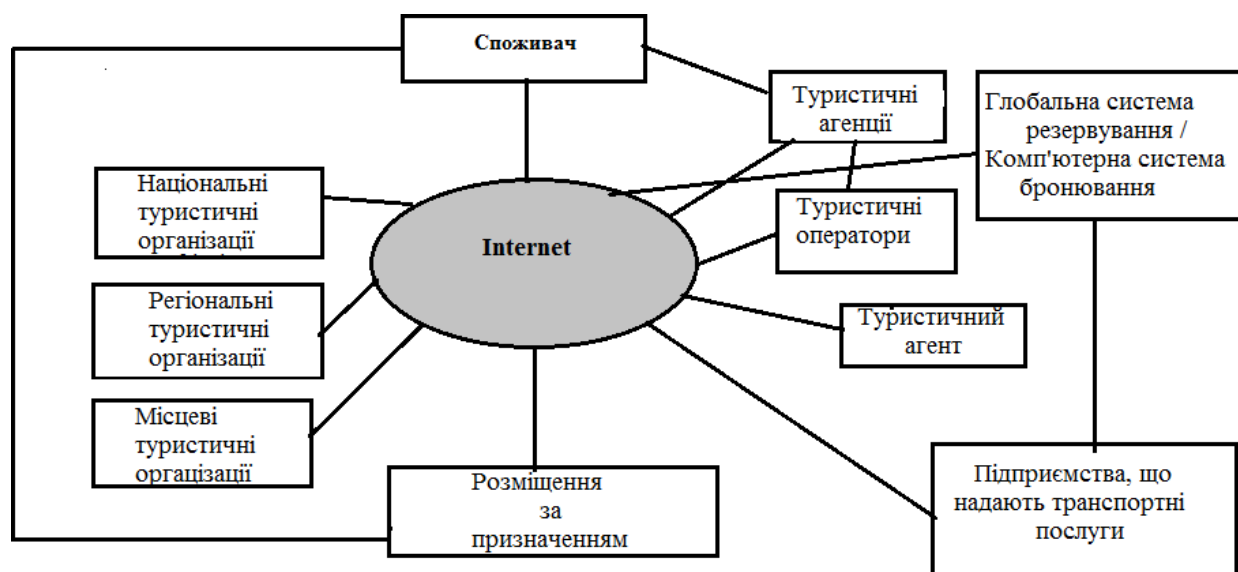 Споживач
Туристичні
агенції
Глобальна система
резервування /
Комп'ютерна система
бронювання
Національні
туристичні
організації
Туристичні
оператори
Internet
Регіональні
туристичні
організації
Туристичний
агент
Місцеві
туристичні
оргацізації
Розміщення
за
призначенням
Підприємства, що
надають транспортні
послуги